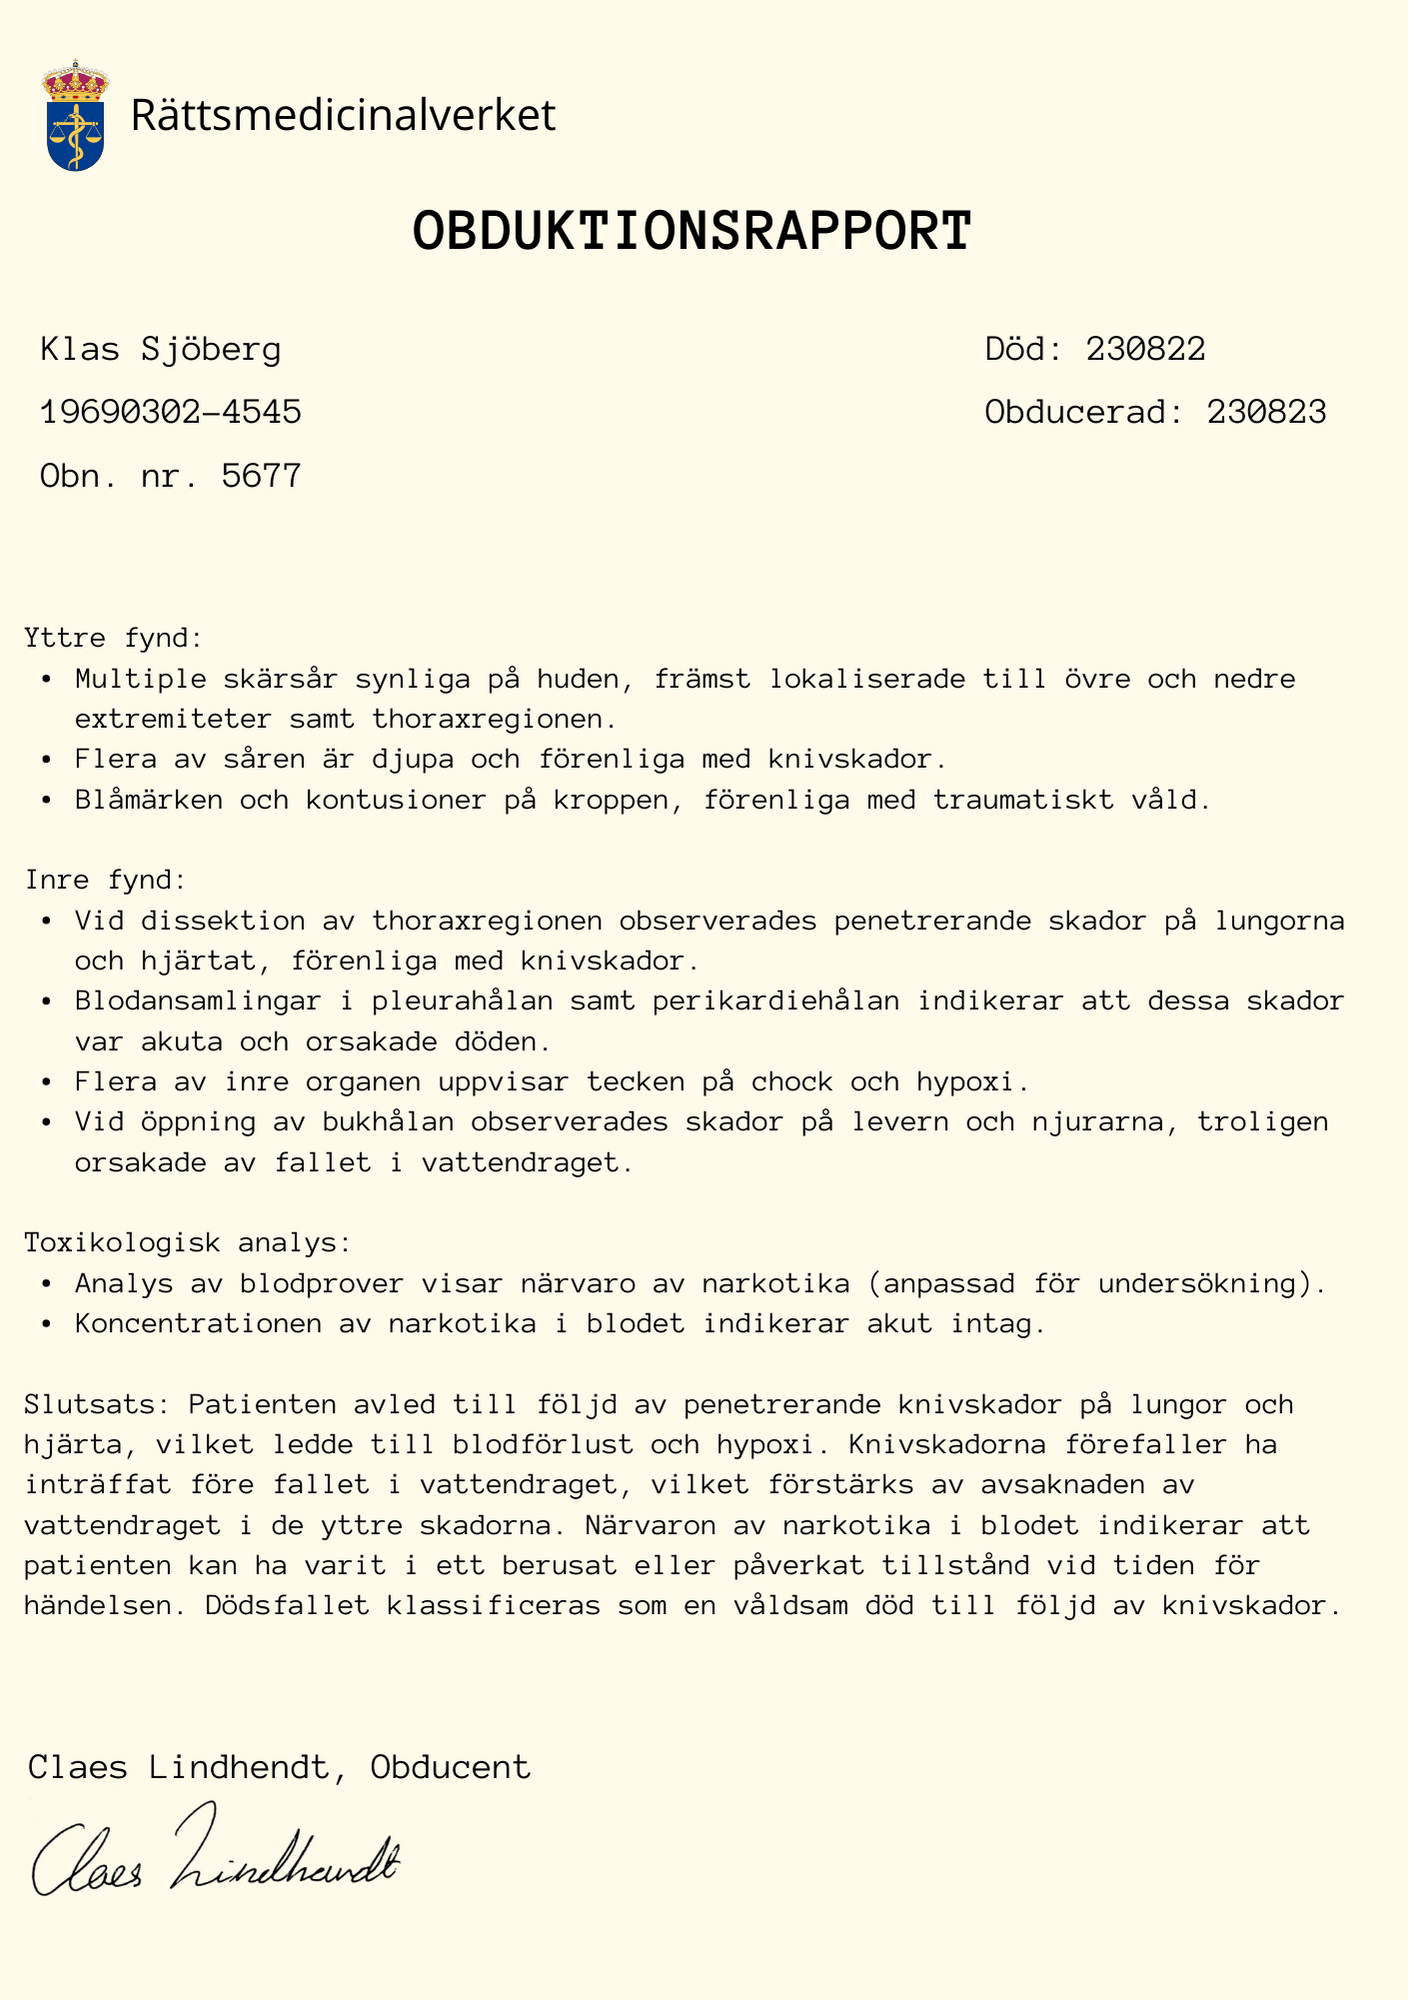 Rättsmedicinalverket
OBDUKTIONSRAPPORT
Klas Sjöberg
Död: 230822
19690302-4545
Obducerad: 230823
Obn. nr. 5677
Yttre fynd:
• Multiple skärsår synliga på huden, främst lokaliserade till övre och nedre
extremiteter samt thoraxregionen.
• Flera av såren är djupa och förenliga med knivskador.
• Blåmärken och kontusioner på kroppen, förenliga med traumatiskt våld.
Inre fynd:
• Vid dissektion av thoraxregionen observerades penetrerande skador på lungorna
och hjärtat, förenliga med knivskador.
• Blodansamlingar i pleurahålan samt perikardiehålan indikerar att dessa skador
var akuta och orsakade döden.
• Flera av inre organen uppvisar tecken på chock och hypoxi.
• Vid öppning av bukhålan observerades skador på levern och njurarna, troligen
orsakade av fallet i vattendraget.
Toxikologisk analys:
• Analys av blodprover visar närvaro av narkotika (anpassad för undersökning).
• Koncentrationen av narkotika i blodet indikerar akut intag.
Slutsats: Patienten avled till följd av penetrerande knivskador på lungor och
hjärta, vilket ledde till blodförlust och hypoxi. Knivskadorna förefaller ha
inträffat före fallet i vattendraget, vilket förstärks av avsaknaden av
vattendraget i de yttre skadorna. Närvaron av narkotika i blodet indikerar att
patienten kan ha varit i ett berusat eller påverkat tillstånd vid tiden för
händelsen. Dödsfallet klassificeras som en våldsam död till följd av knivskador.
Claes Lindhendt, Obducent
Claes Lindhendt